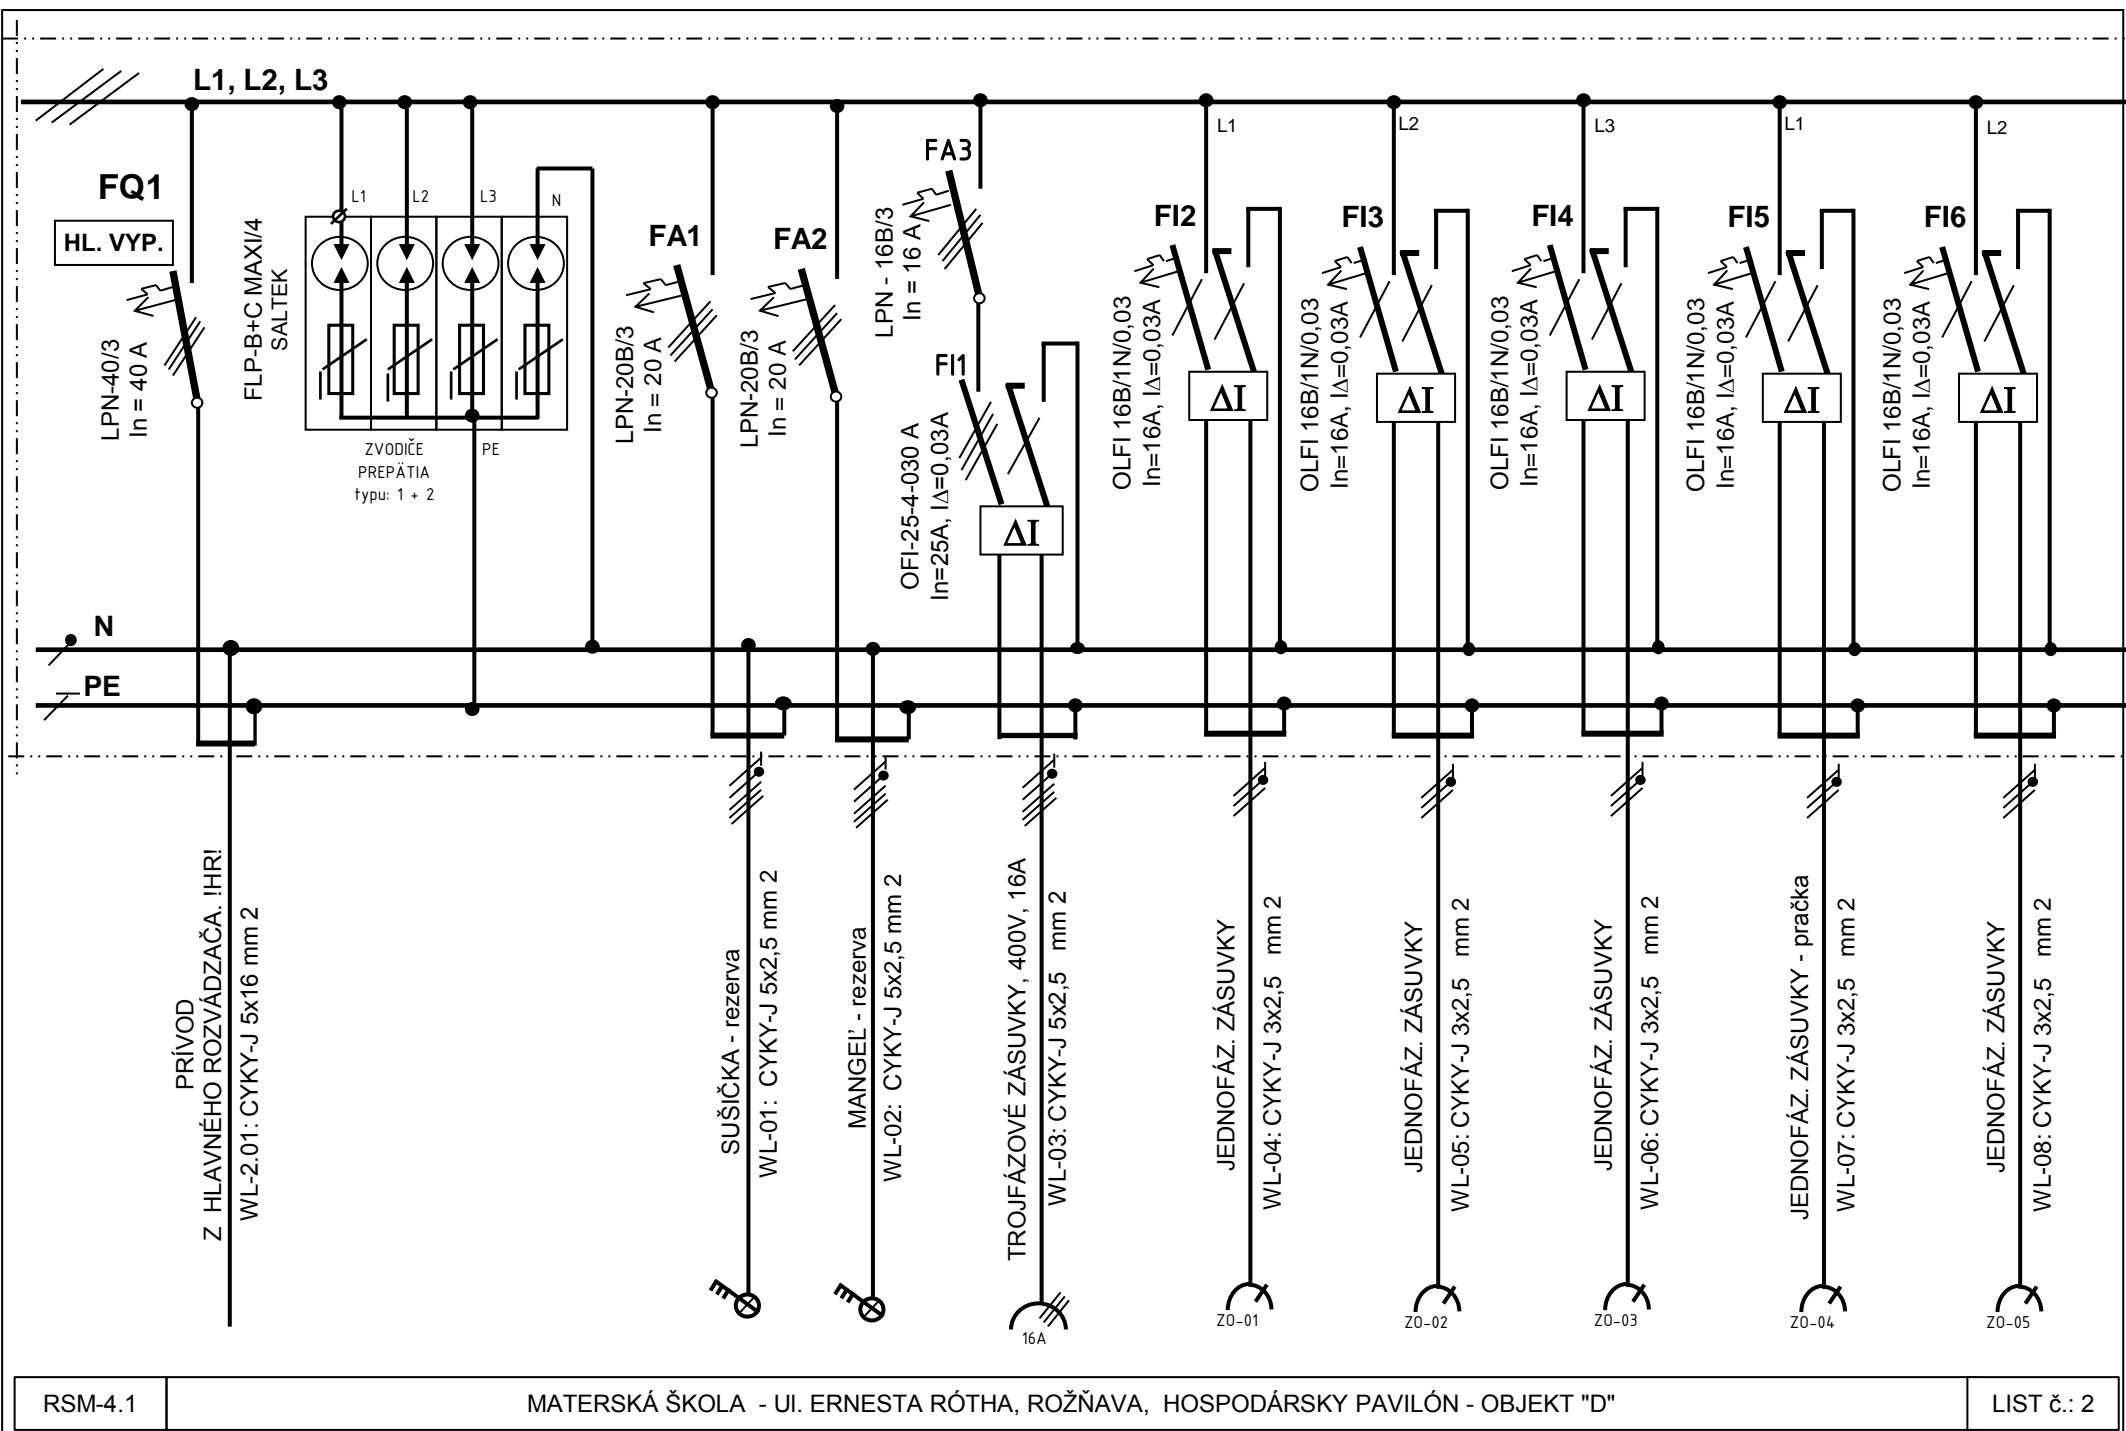 L1, L2, L3
FQ1
HL. VYP.
LPN-40/3
In = 40 A
FLP-B+C MAXI/4
SALTEK
L1
L2
L3
N
ZVODIČE
PREPÄTIA
typu: 1 + 2
PE
FA1
LPN-20B/3
In = 20 A
FA2
LPN-20B/3
In = 20 A
FA3
LPN - 16B/3
In = 16 A
FI1
OFI-25-4-030 A
In=25A, I∆=0,03A
ΔI
L1
FI2
OLFI 16B/1N/0,03
In=16A, I∆=0,03A
ΔI
L2
FI3
OLFI 16B/1N/0,03
In=16A, I∆=0,03A
ΔI
L3
FI4
OLFI 16B/1N/0,03
In=16A, I∆=0,03A
ΔI
L1
FI5
OLFI 16B/1N/0,03
In=16A, I∆=0,03A
ΔI
L2
FI6
OLFI 16B/1N/0,03
In=16A, I∆=0,03A
ΔI
N
PE
PRÍVOD
Z HLAVNÉHO ROZVÁDZAČA. !HR!
WL-2.01: CYKY-J 5x16 mm 2
SUŠIČKA - rezerva
WL-01: CYKY-J 5x2,5 mm 2
MANGEĽ - rezerva
WL-02: CYKY-J 5x2,5 mm 2
TROJFÁZOVÉ ZÁSUVKY, 400V, 16A
WL-03: CYKY-J 5x2,5 mm 2
16A
JEDNOFÁZ. ZÁSUVKY
WL-04: CYKY-J 3x2,5 mm 2
ZO-01
JEDNOFÁZ. ZÁSUVKY
WL-05: CYKY-J 3x2,5 mm 2
ZO-02
JEDNOFÁZ. ZÁSUVKY
WL-06: CYKY-J 3x2,5 mm 2
ZO-03
JEDNOFÁZ. ZÁSUVKY - pračka
WL-07: CYKY-J 3x2,5 mm 2
ZO-04
JEDNOFÁZ. ZÁSUVKY
WL-08: CYKY-J 3x2,5 mm 2
ZO-05
RSM-4.1
MATERSKÁ ŠKOLA - Ul. ERNESTA RÓTHA, ROŽŇAVA, HOSPODÁRSKY PAVILÓN - OBJEKT "D"
LIST č.: 2